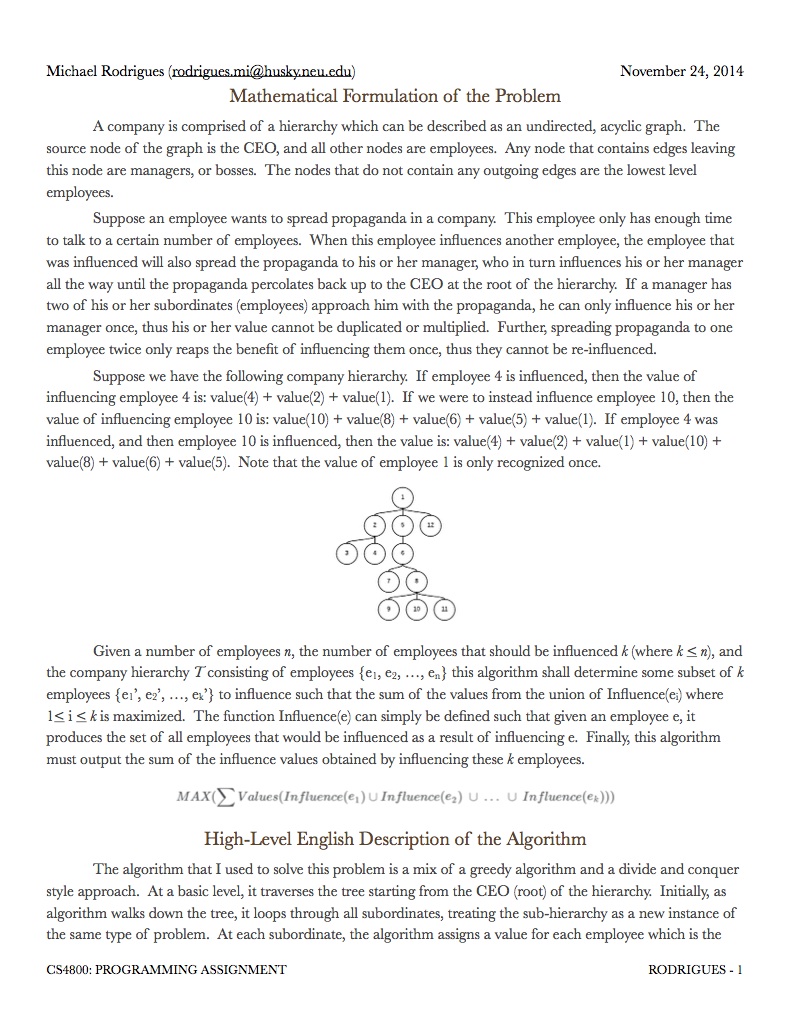 Michael Rodrigues (rodrigues.mi@husky.neu.edu) November 24, 2014
Mathematical Formulation of the Problem
A company is comprised of a hierarchy which can be described as an undirected, acyclic graph. The
source node of the graph is the CEO, and all other nodes are employees. Any node that contains edges leaving
this node are managers, or bosses. The nodes that do not contain any outgoing edges are the lowest level
employees.
Suppose an employee wants to spread propaganda in a company. This employee only has enough time
to talk to a certain number of employees. When this employee influences another employee, the employee that
was influenced will also spread the propaganda to his or her manager, who in turn influences his or her manager
all the way until the propaganda percolates back up to the CEO at the root of the hierarchy. If a manager has
two of his or her subordinates (employees) approach him with the propaganda, he can only influence his or her
manager once, thus his or her value cannot be duplicated or multiplied. Further, spreading propaganda to one
employee twice only reaps the benefit of influencing them once, thus they cannot be re-influenced.
Suppose we have the following company hierarchy. If employee 4 is influenced, then the value of
influencing employee 4 is: value(4) + value(2) + value(1). If we were to instead influence employee 10, then the
value of influencing employee 10 is: value(10) + value(8) + value(6) + value(5) + value(1). If employee 4 was
influenced, and then employee 10 is influenced, then the value is: value(4) + value(2) + value(1) + value(10) +
value(8) + value(6) + value(5). Note that the value of employee 1 is only recognized once.
1
2 5 12
3 4 6
7 8
9 10 11
Given a number of employees n, the number of employees that should be influenced k (where k ≤ n), and
the company hierarchy T consisting of employees {e₁, e₂, ..., eₙ} this algorithm shall determine some subset of k
employees {e₁', e₂', ..., eₖ'} to influence such that the sum of the values from the union of Influence(eᵢ) where
1≤ i ≤ k is maximized. The function Influence(e) can simply be defined such that given an employee e, it
produces the set of all employees that would be influenced as a result of influencing e. Finally, this algorithm
must output the sum of the influence values obtained by influencing these k employees.
MAX(∑ Values(Influence(e₁) ∪ Influence(e₂) ∪ ... ∪ Influence(eₖ)))
High-Level English Description of the Algorithm
The algorithm that I used to solve this problem is a mix of a greedy algorithm and a divide and conquer
style approach. At a basic level, it traverses the tree starting from the CEO (root) of the hierarchy. Initially, as
algorithm walks down the tree, it loops through all subordinates, treating the sub-hierarchy as a new instance of
the same type of problem. At each subordinate, the algorithm assigns a value for each employee which is the
CS4800: PROGRAMMING ASSIGNMENT RODRIGUES - 1